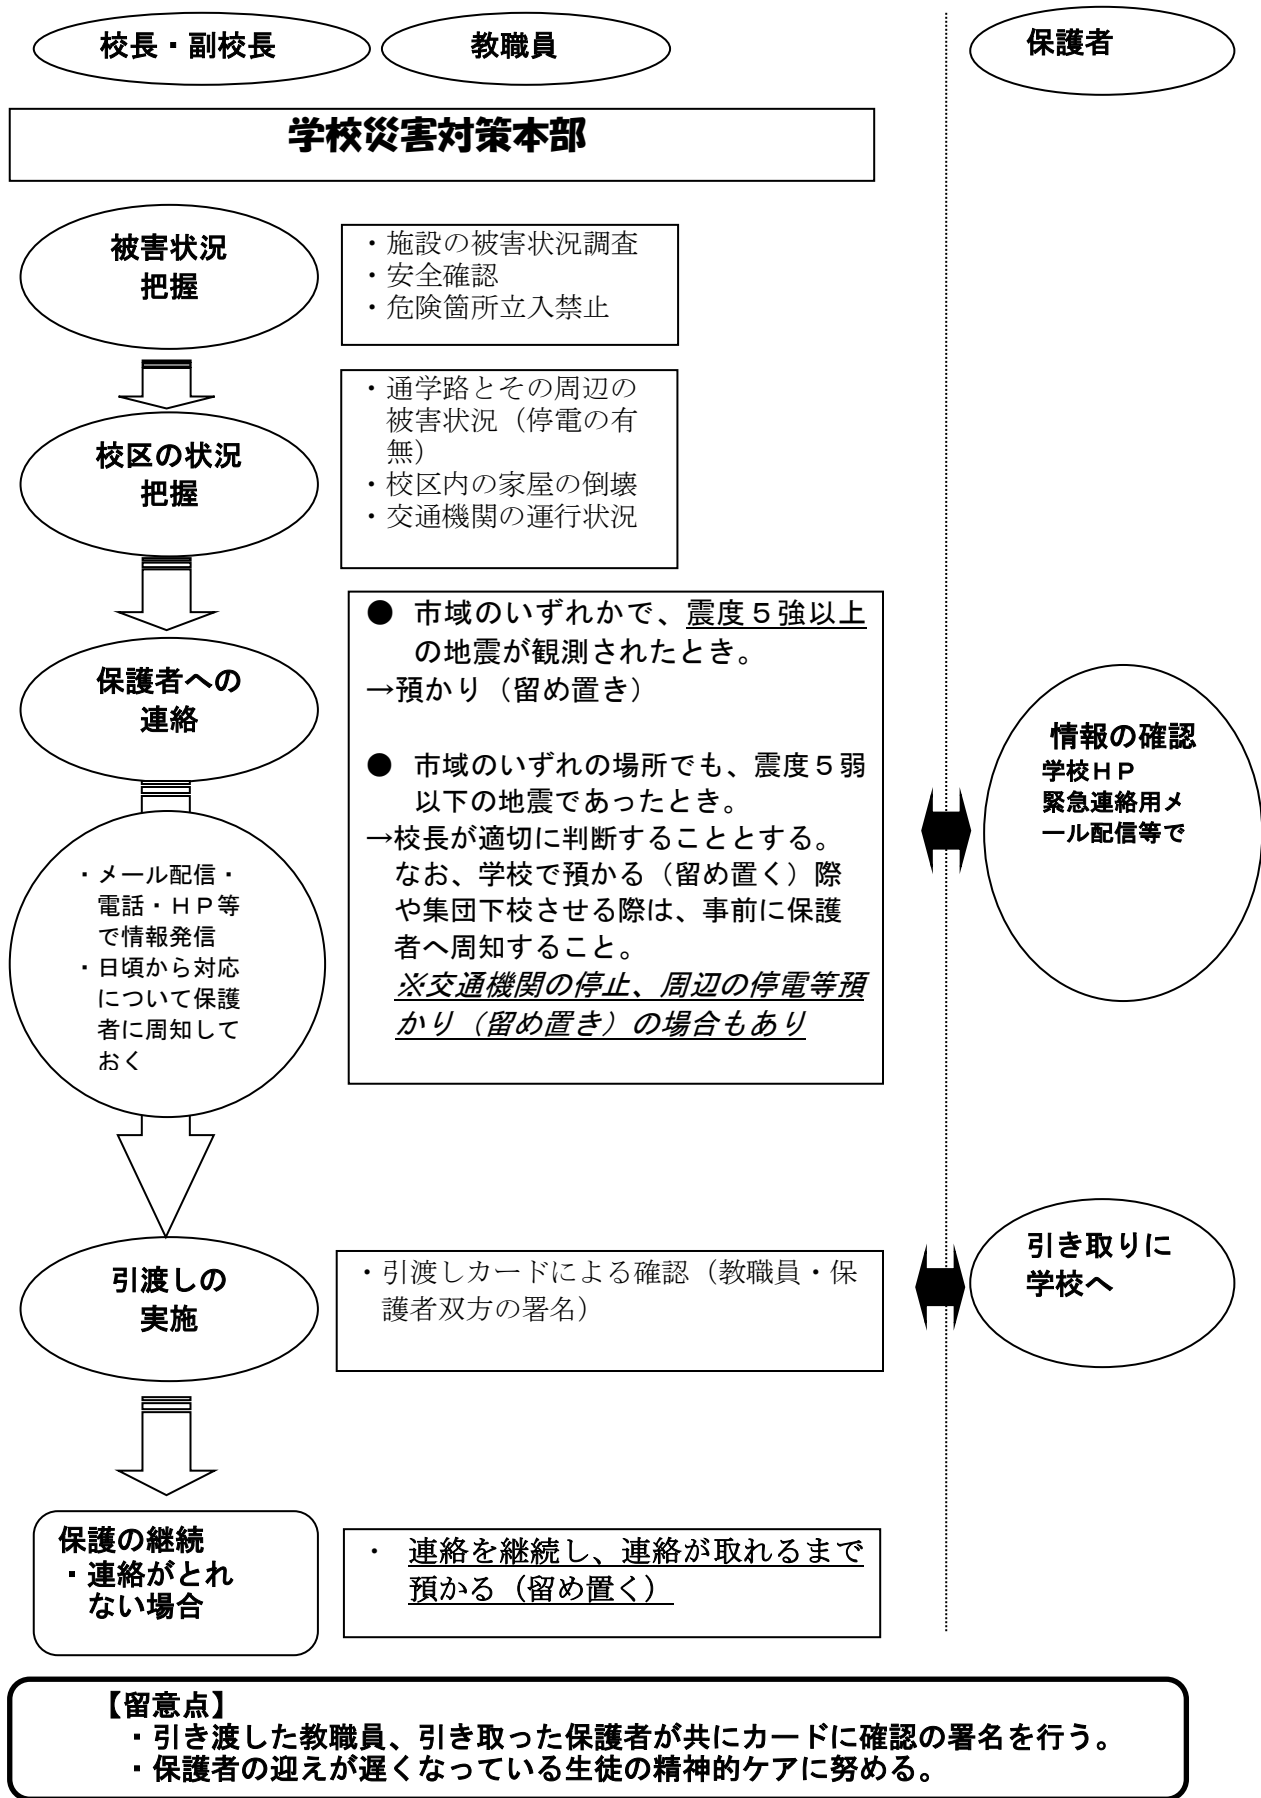 校長・副校長
教職員
保護者
学校災害対策本部
被害状況
把握
・施設の被害状況調査
・安全確認
・危険箇所立入禁止
校区の状況
把握
・通学路とその周辺の
被害状況（停電の有
無）
・校区内の家屋の倒壊
・交通機関の運行状況
保護者への
連絡
● 市域のいずれかで、震度５強以上
の地震が観測されたとき。
→預かり（留め置き）
● 市域のいずれの場所でも、震度５弱
以下の地震であったとき。
→校長が適切に判断することとする。
なお、学校で預かる（留め置く）際
や集団下校させる際は、事前に保護
者へ周知すること。
※交通機関の停止、周辺の停電等預
かり（留め置き）の場合もあり
情報の確認
学校ＨＰ
緊急連絡用メ
ール配信等で
・メール配信・
電話・ＨＰ等
で情報発信
・日頃から対応
について保護
者に周知して
おく
引渡しの
実施
・引渡しカードによる確認（教職員・保
護者双方の署名）
引き取りに
学校へ
保護の継続
・連絡がとれ
ない場合
・ 連絡を継続し、連絡が取れるまで
預かる（留め置く）
【留意点】
・引き渡した教職員、引き取った保護者が共にカードに確認の署名を行う。
・保護者の迎えが遅くなっている生徒の精神的ケアに努める。